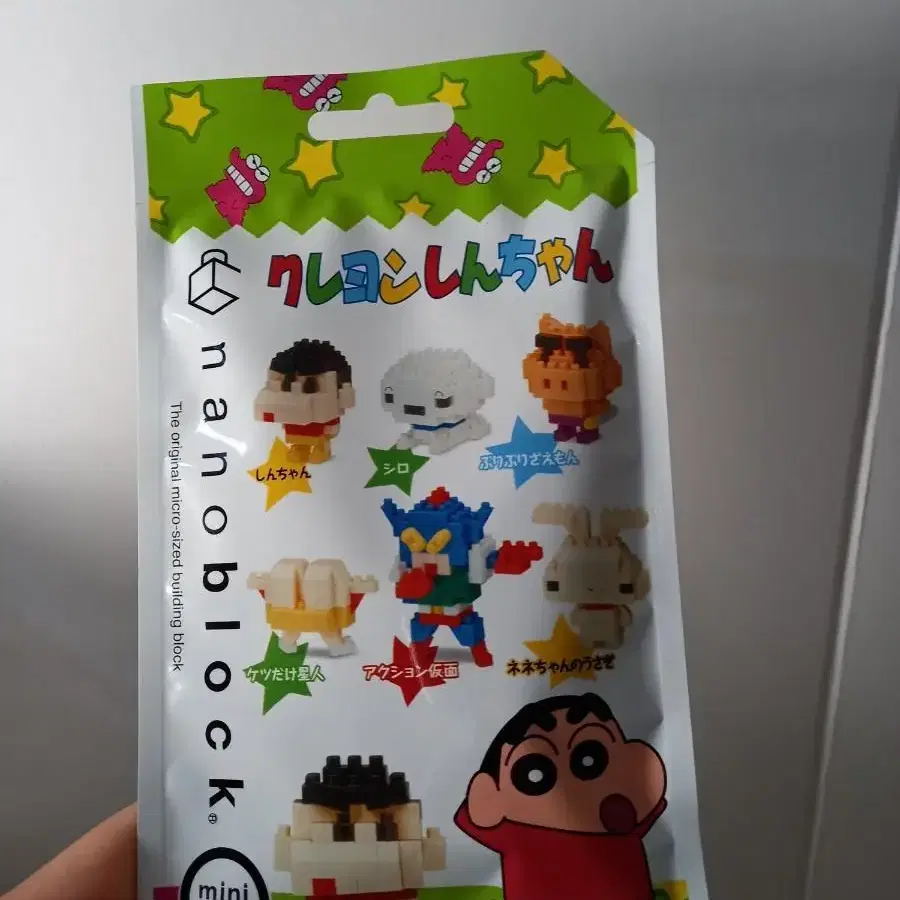 クレヨンしんちゃん
nanoblock®
The original micro-sized building block
しんちゃん
シロ
ぶりぶりざえもん
ケツだけ星人
アクション仮面
ネネちゃんのうさぎ
mini